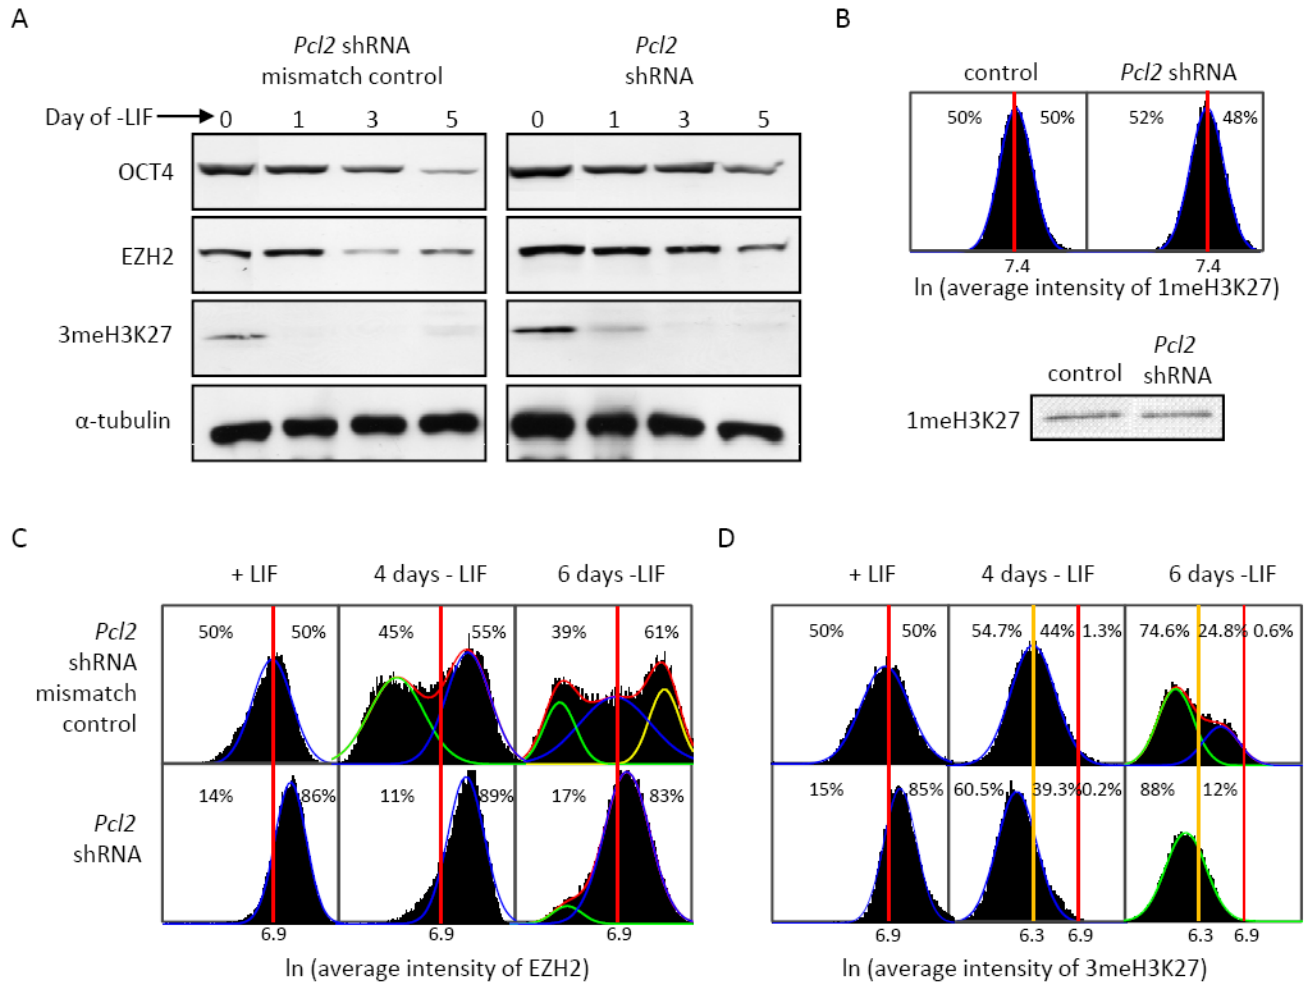 A
Pcl2 shRNA
mismatch control
Pcl2
shRNA
Day of -LIF
0 1 3 5
0 1 3 5
OCT4
EZH2
3meH3K27
α-tubulin
B
control
Pcl2 shRNA
50% 50%
52% 48%
7.4
7.4
ln (average intensity of 1meH3K27)
control
Pcl2
shRNA
1meH3K27
C
+ LIF
4 days - LIF
6 days -LIF
Pcl2
shRNA
mismatch
control
50% 50%
45% 55%
39% 61%
Pcl2
shRNA
14% 86%
11% 89%
17% 83%
6.9
6.9
6.9
ln (average intensity of EZH2)
D
+ LIF
4 days - LIF
6 days -LIF
50% 50%
54.7% 44% 1.3%
74.6% 24.8% 0.6%
15% 85%
60.5% 39.3% 0.2%
88% 12%
6.9
6.3 6.9
6.3 6.9
ln (average intensity of 3meH3K27)